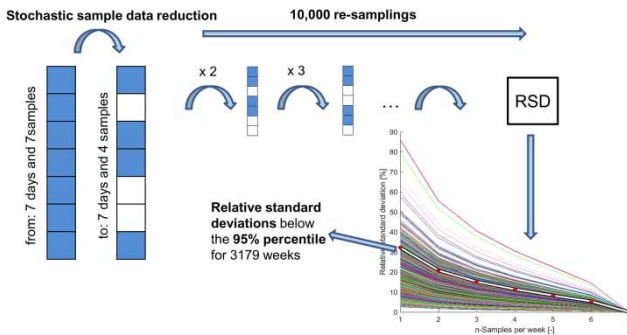 Stochastic sample data reduction
10,000 re-samplings
from: 7 days and 7samples
to: 7 days and 4 samples
x 2
x 3
...
RSD
Relative standard
deviations below
the 95% percentile
for 3179 weeks
Relative standard deviation [%]
90
80
70
60
50
40
30
20
10
0
1
2
3
4
5
6
n-Samples per week [-]